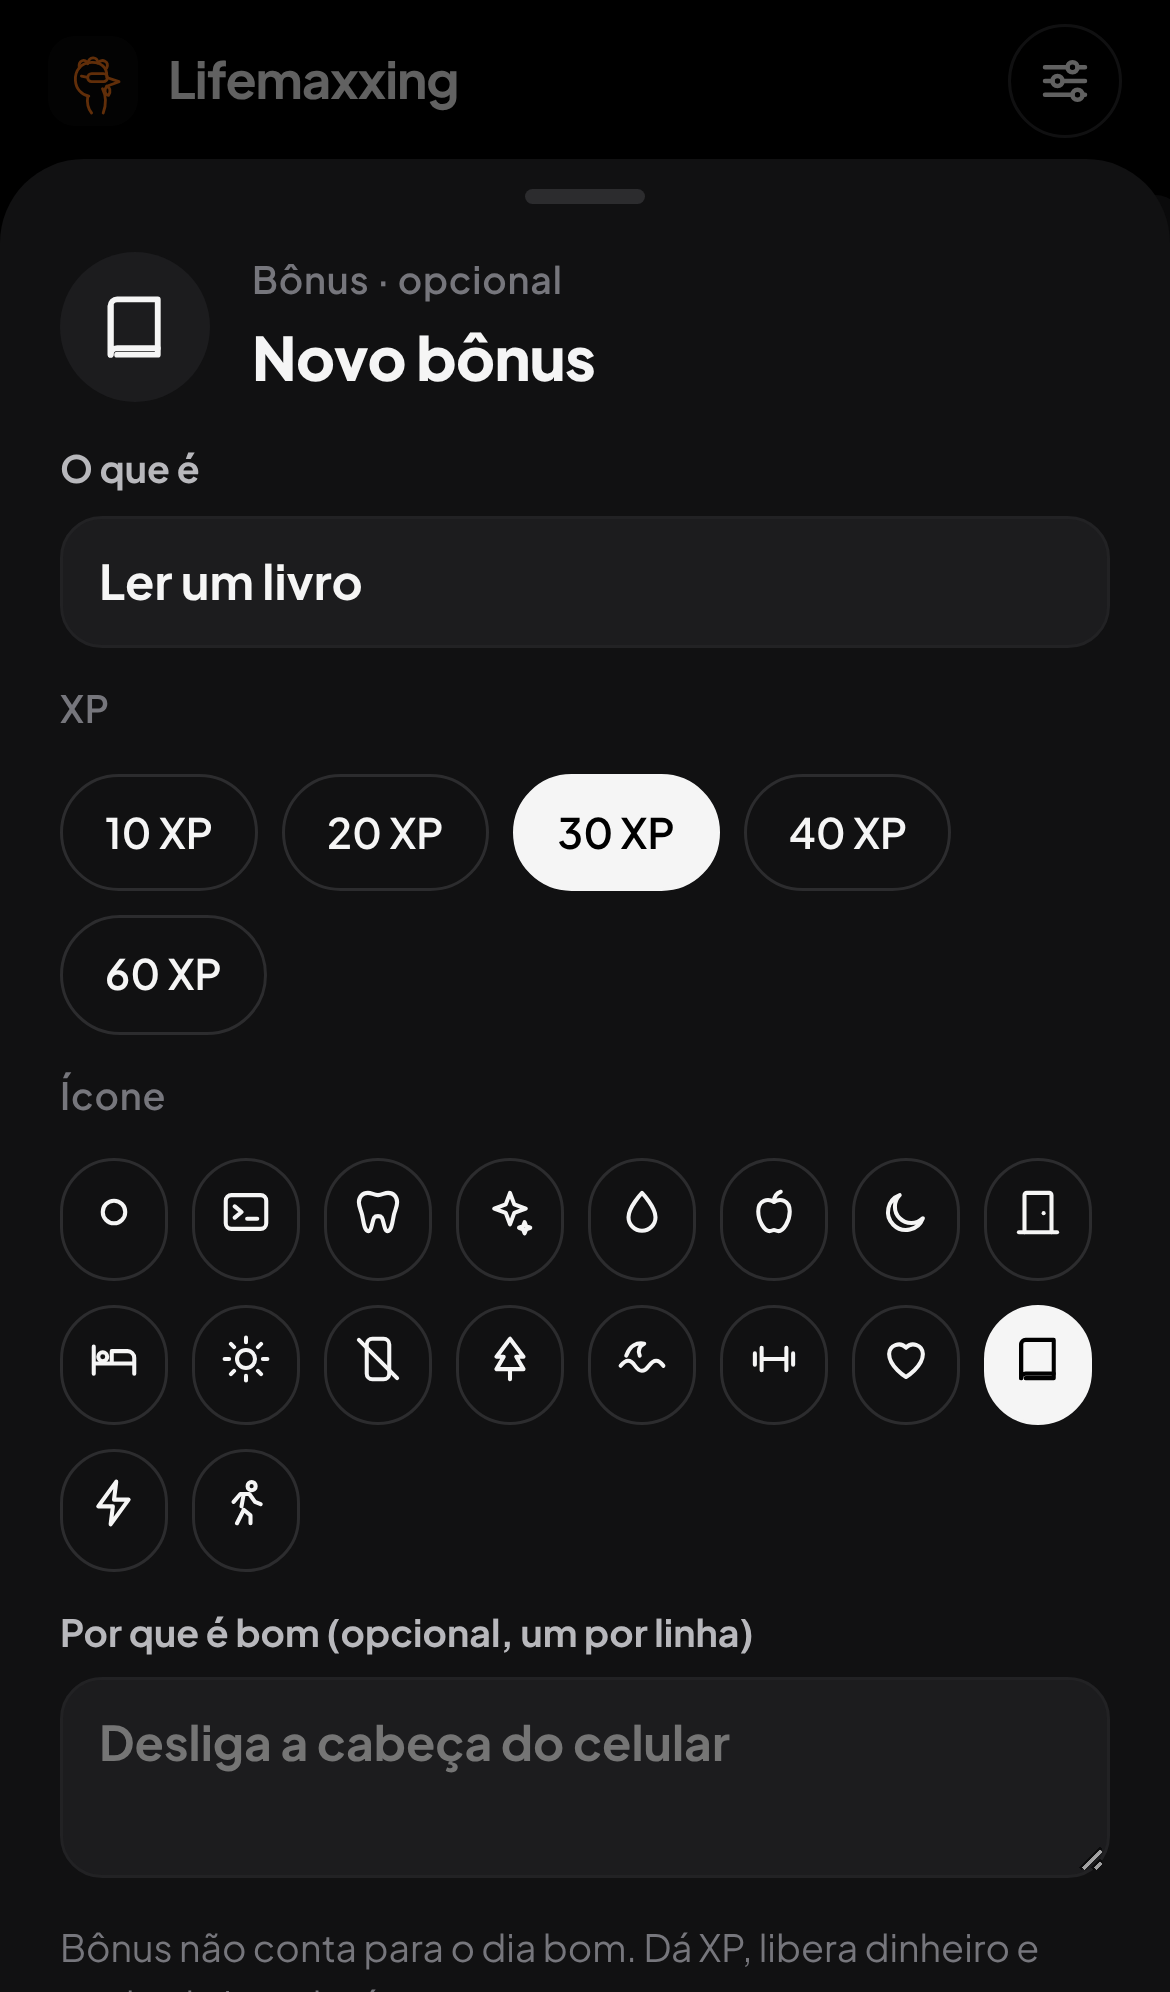 Lifemaxxing
Bônus · opcional
Novo bônus
O que é
Ler um livro
XP
10 XP
20 XP
30 XP
40 XP
60 XP
Ícone
Por que é bom (opcional, um por linha)
Desliga a cabeça do celular
Bônus não conta para o dia bom. Dá XP, libera dinheiro e